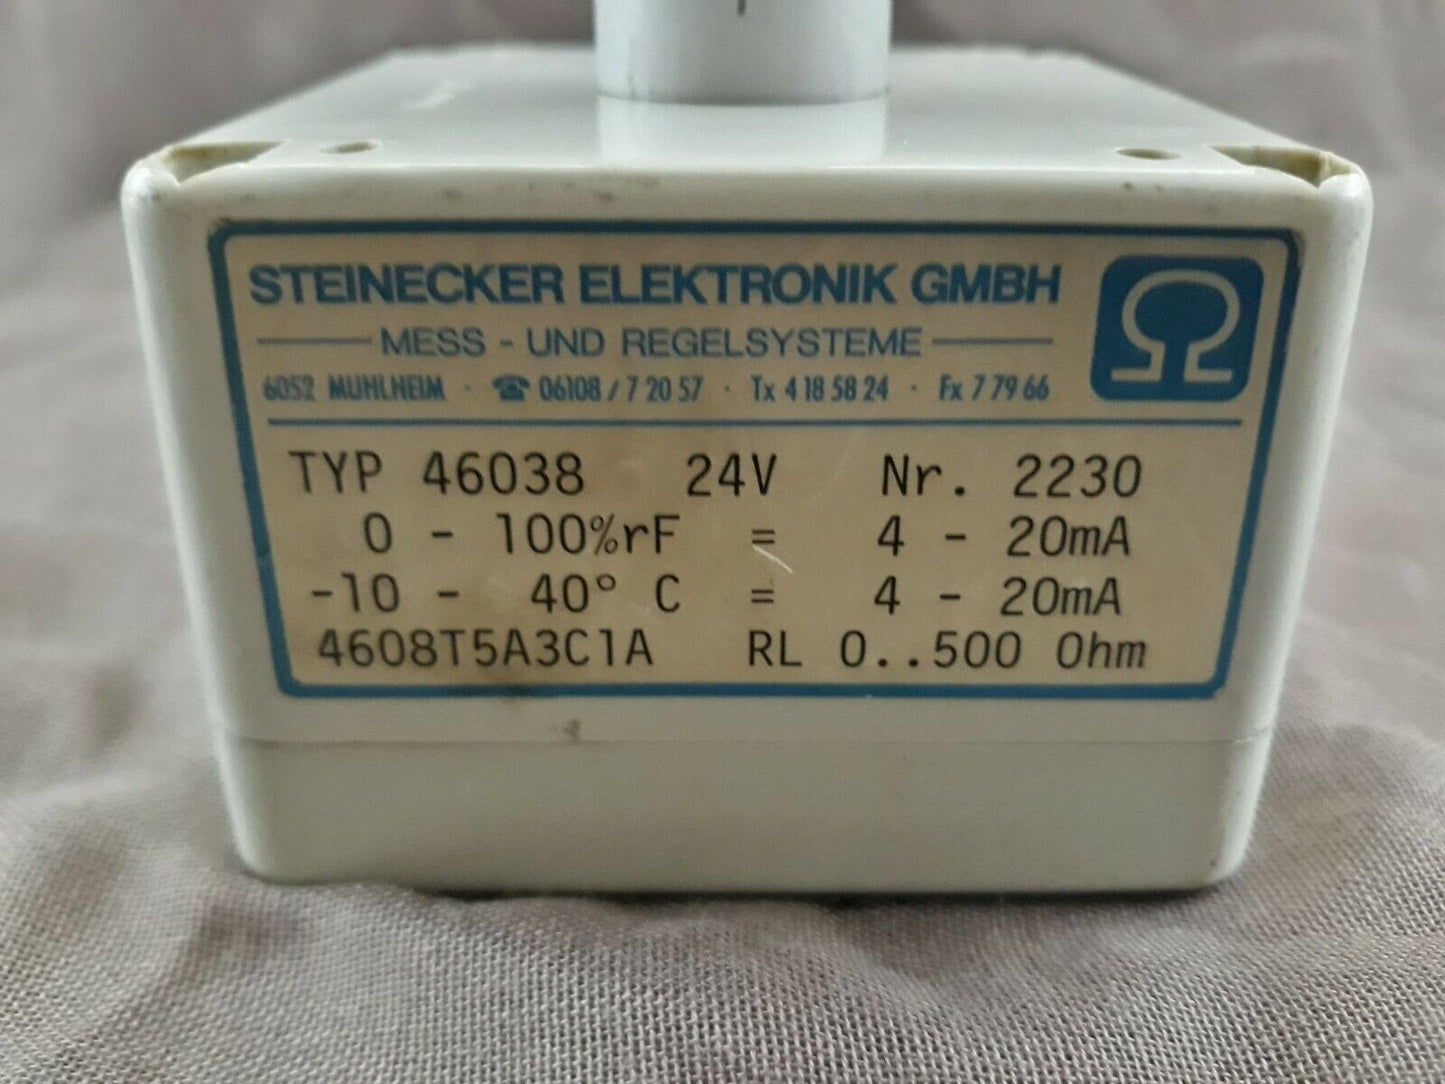 STEINECKER ELEKTRONIK GMBH
MESS - UND REGELSYSTEME
6052 MUHLHEIM · ☎ 06108 / 7 20 57 · Tx 4 18 58 24 · Fx 7 79 66
TYP 46038 24V Nr. 2230
0 - 100%rF = 4 - 20mA
-10 - 40° C = 4 - 20mA
4608T5A3C1A RL 0..500 Ohm